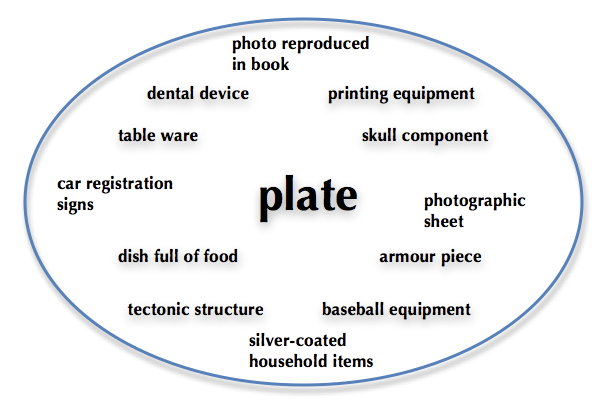 photo reproduced
in book
dental device
printing equipment
table ware
skull component
car registration
signs
plate
photographic
sheet
dish full of food
armour piece
tectonic structure
baseball equipment
silver-coated
household items